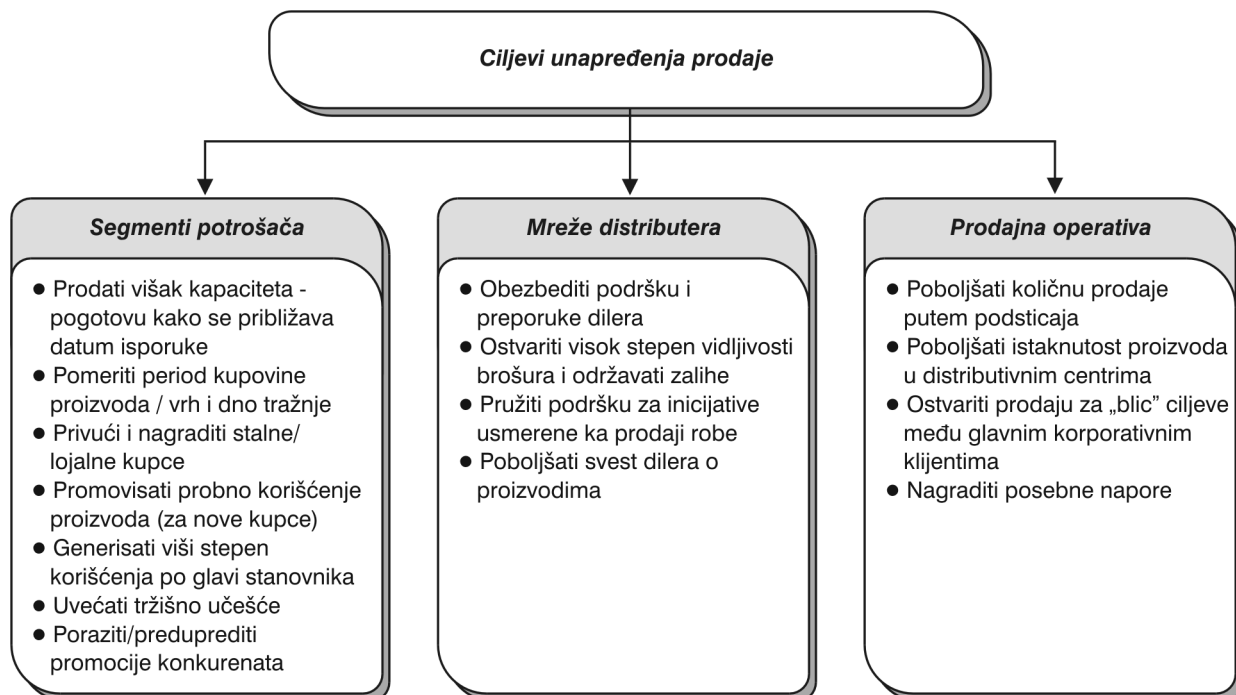 Ciljevi unapređenja prodaje
Segmenti potrošača
● Prodati višak kapaciteta -
pogotovu kako se približava
datum isporuke
● Pomeriti period kupovine
proizvoda / vrh i dno tražnje
● Privući i nagraditi stalne/
lojalne kupce
● Promovisati probno korišćenje
proizvoda (za nove kupce)
● Generisati viši stepen
korišćenja po glavi stanovnika
● Uvećati tržišno učešće
● Poraziti/preduprediti
promocije konkurenata
Mreže distributera
● Obezbediti podršku i
preporuke dilera
● Ostvariti visok stepen vidljivosti
brošura i održavati zalihe
● Pružiti podršku za inicijative
usmerene ka prodaji robe
● Poboljšati svest dilera o
proizvodima
Prodajna operativa
● Poboljšati količnu prodaje
putem podsticaja
● Poboljšati istaknutost proizvoda
u distributivnim centrima
● Ostvariti prodaju za „blic” ciljeve
među glavnim korporativnim
klijentima
● Nagraditi posebne napore